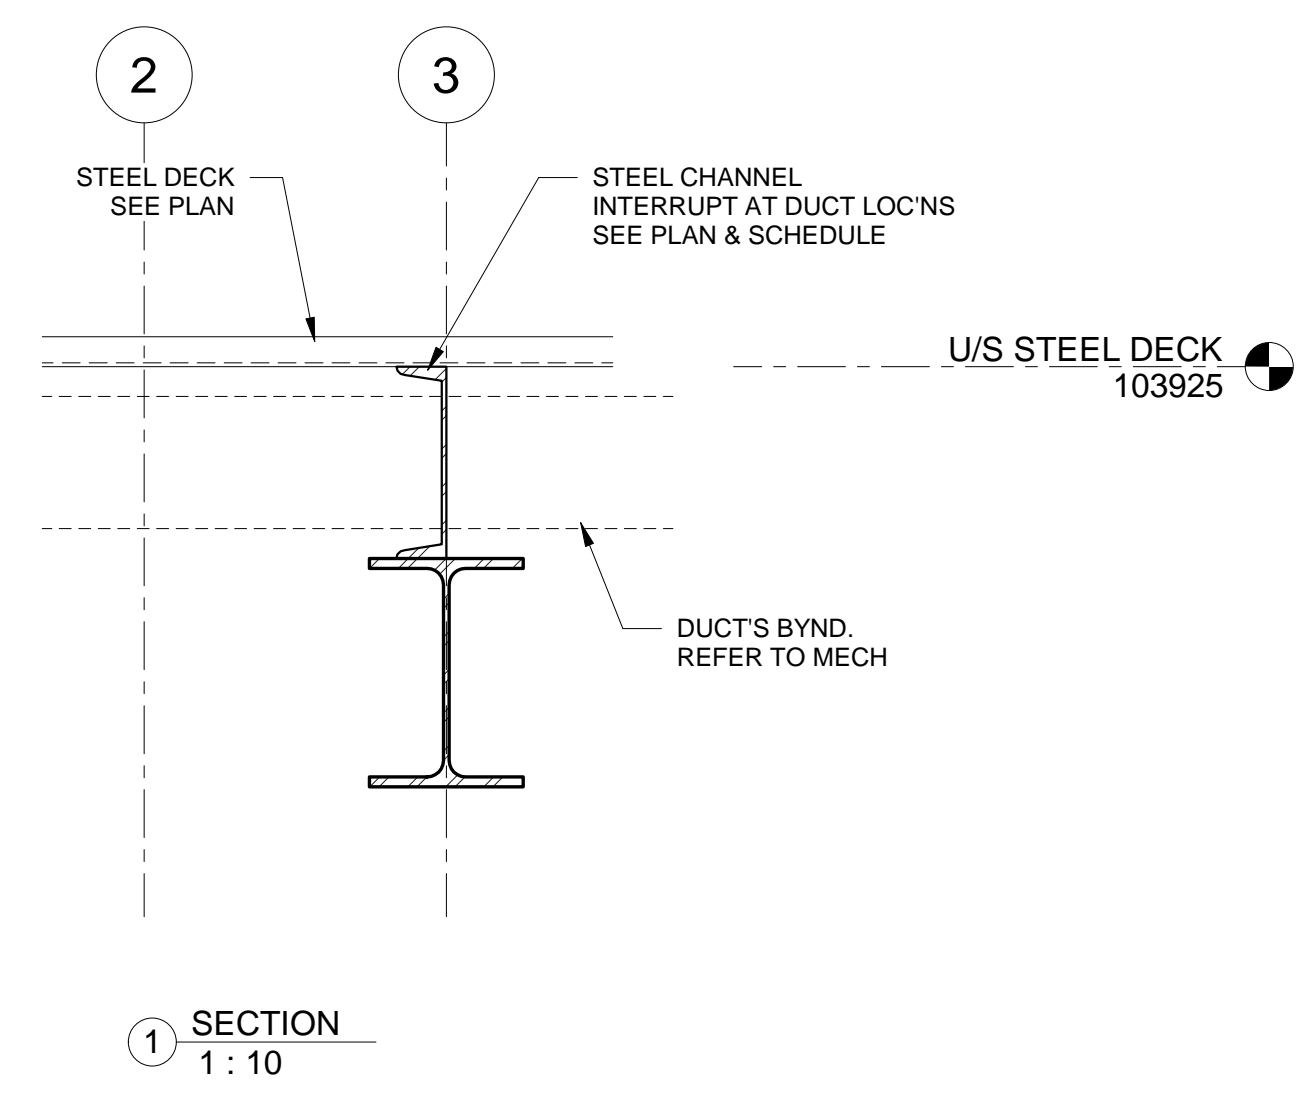 2
3
STEEL DECK
SEE PLAN
STEEL CHANNEL
INTERRUPT AT DUCT LOC'NS
SEE PLAN & SCHEDULE
U/S STEEL DECK
103925
DUCT'S BYND.
REFER TO MECH
1
SECTION
1 : 10